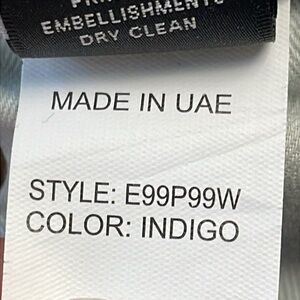 EMBELLISHMENTS
DRY CLEAN
MADE IN UAE
STYLE: E99P99W
COLOR: INDIGO